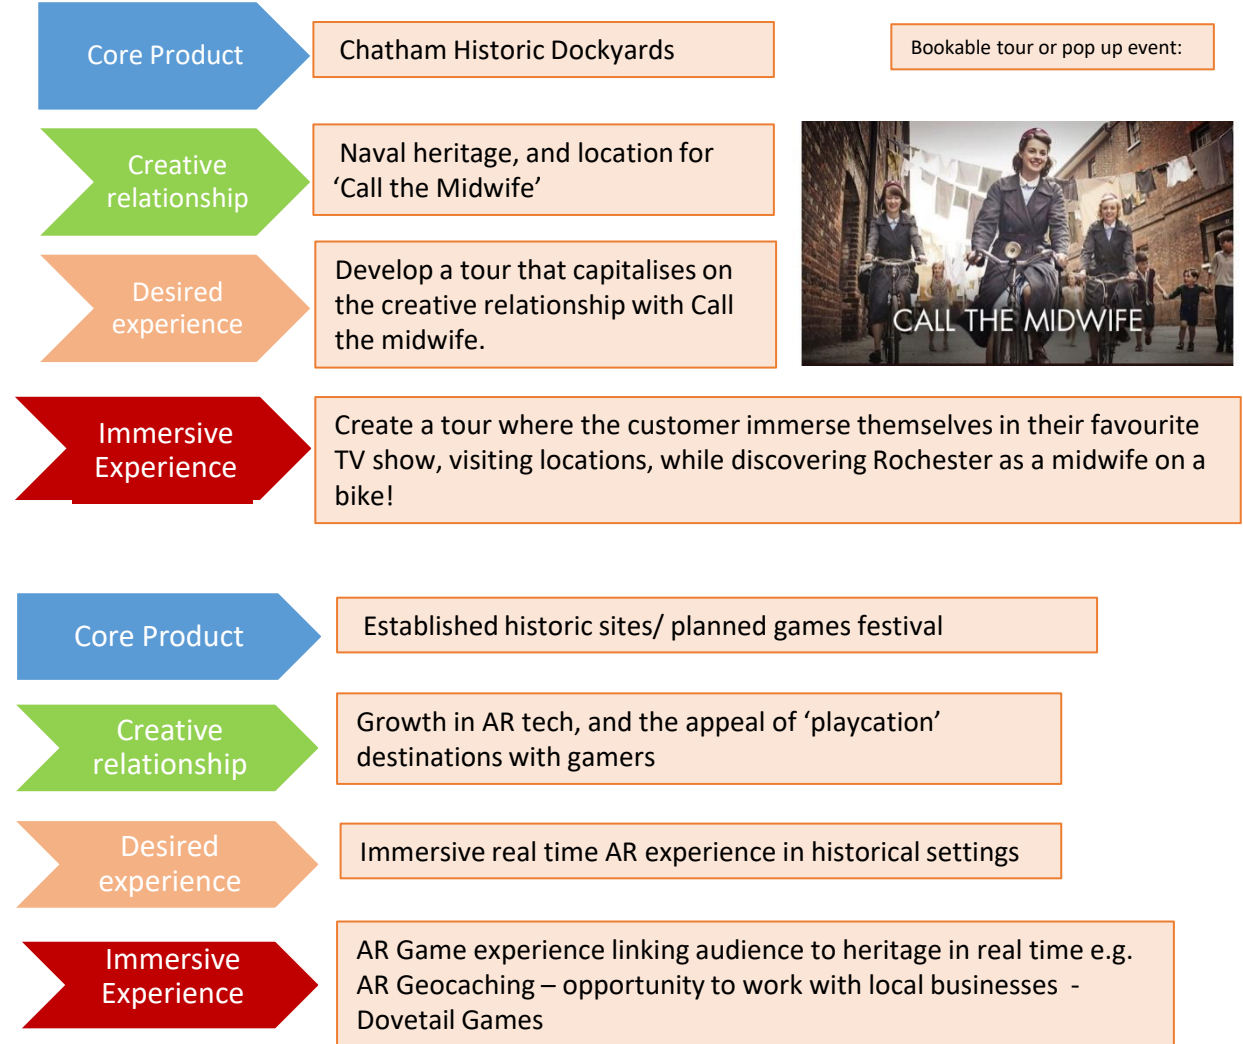 Core Product
Chatham Historic Dockyards
Bookable tour or pop up event:
Creative
relationship
Naval heritage, and location for
‘Call the Midwife’
CALL THE MIDWIFE
Desired
experience
Develop a tour that capitalises on
the creative relationship with Call
the midwife.
Immersive
Experience
Create a tour where the customer immerse themselves in their favourite
TV show, visiting locations, while discovering Rochester as a midwife on a
bike!
Core Product
Established historic sites/ planned games festival
Creative
relationship
Growth in AR tech, and the appeal of ‘playcation’
destinations with gamers
Desired
experience
Immersive real time AR experience in historical settings
Immersive
Experience
AR Game experience linking audience to heritage in real time e.g.
AR Geocaching – opportunity to work with local businesses -
Dovetail Games